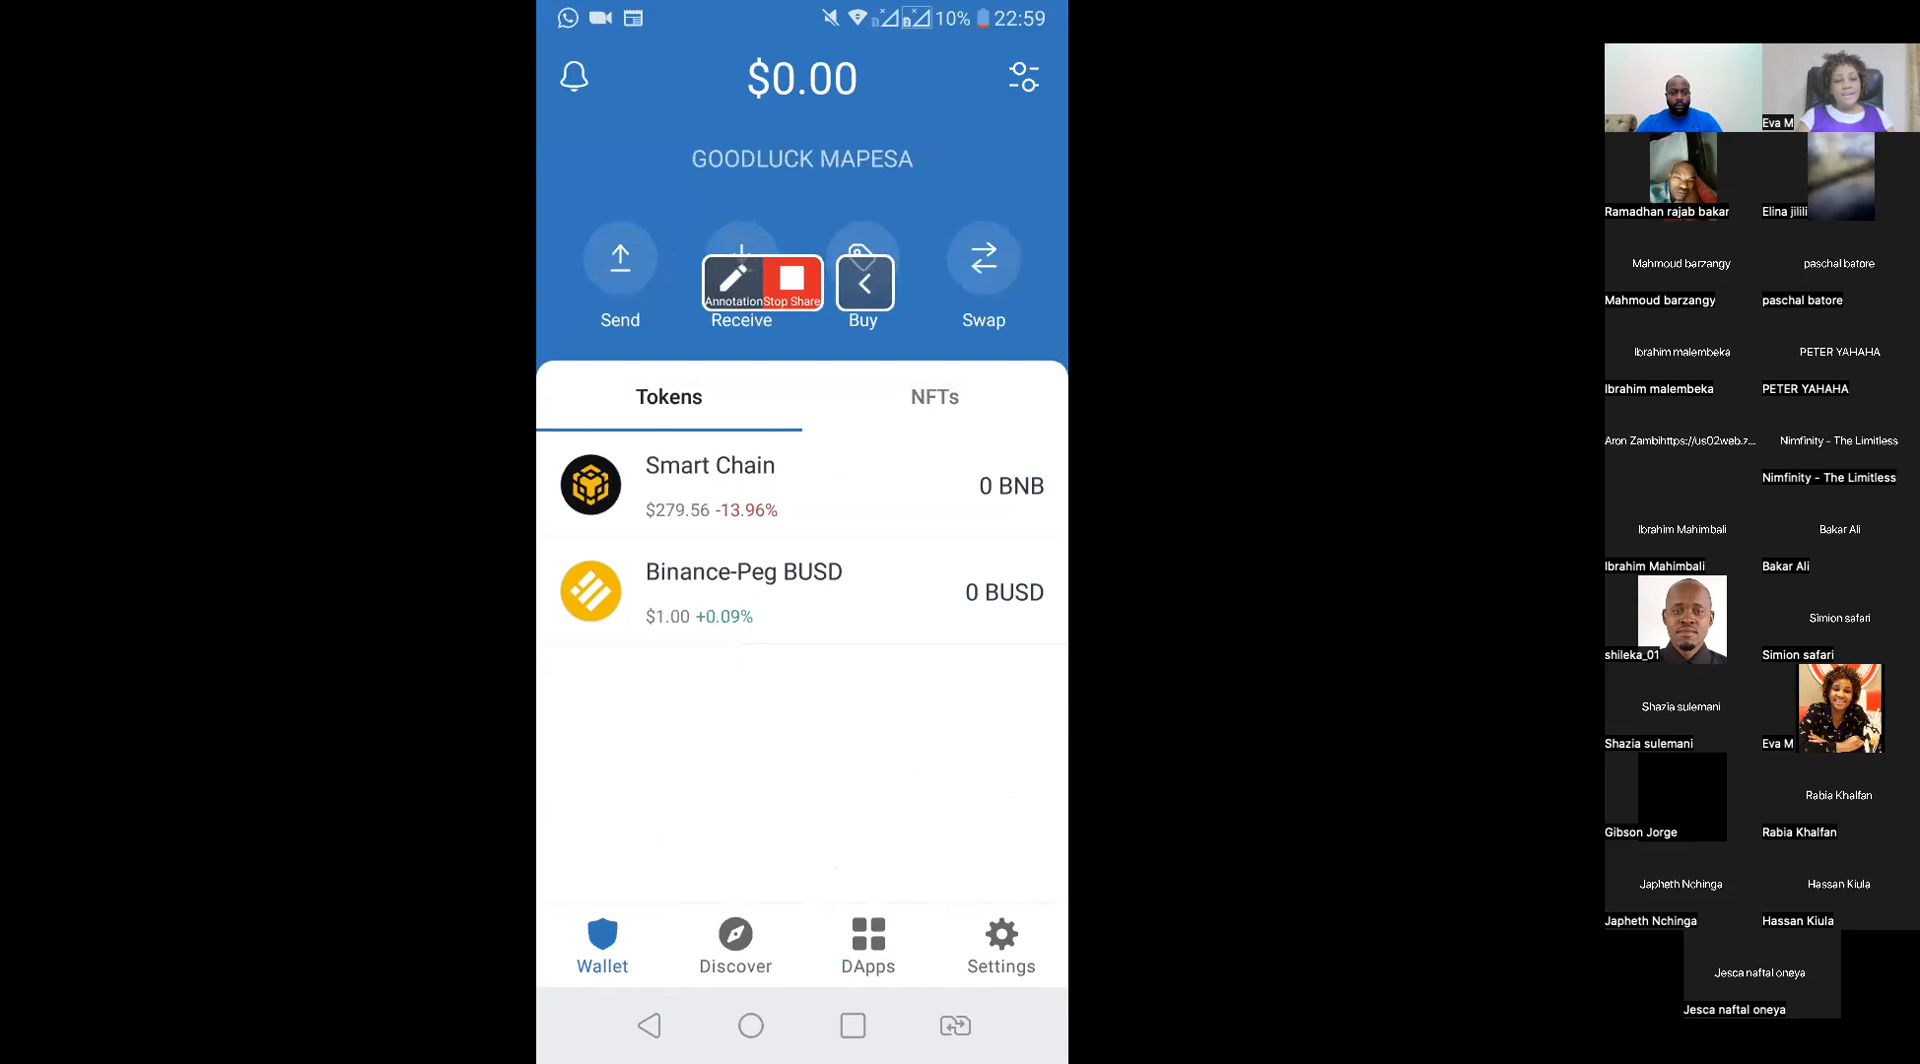 10% 22:59
$0.00
GOODLUCK MAPESA
Annotation Stop Share
Send Receive Buy Swap
Tokens NFTs
Smart Chain
0 BNB
$279.56 -13.96%
Binance-Peg BUSD
0 BUSD
$1.00 +0.09%
Wallet Discover DApps Settings
Eva M
Ramadhan rajab bakar
Elina jilili
Mahmoud barzangy
paschal batore
Mahmoud barzangy
paschal batore
Ibrahim malembeka
PETER YAHAHA
Ibrahim malembeka
PETER YAHAHA
Aron Zambihttps://us02web.z...
Nimfinity - The Limitless
Nimfinity - The Limitless
Ibrahim Mahimbali
Bakar Ali
Ibrahim Mahimbali
Bakar Ali
Simion safari
shileka_01
Simion safari
Shazia sulemani
Shazia sulemani
Eva M
Rabia Khalfan
Gibson Jorge
Rabia Khalfan
Japheth Nchinga
Hassan Kiula
Japheth Nchinga
Hassan Kiula
Jesca naftal oneya
Jesca naftal oneya